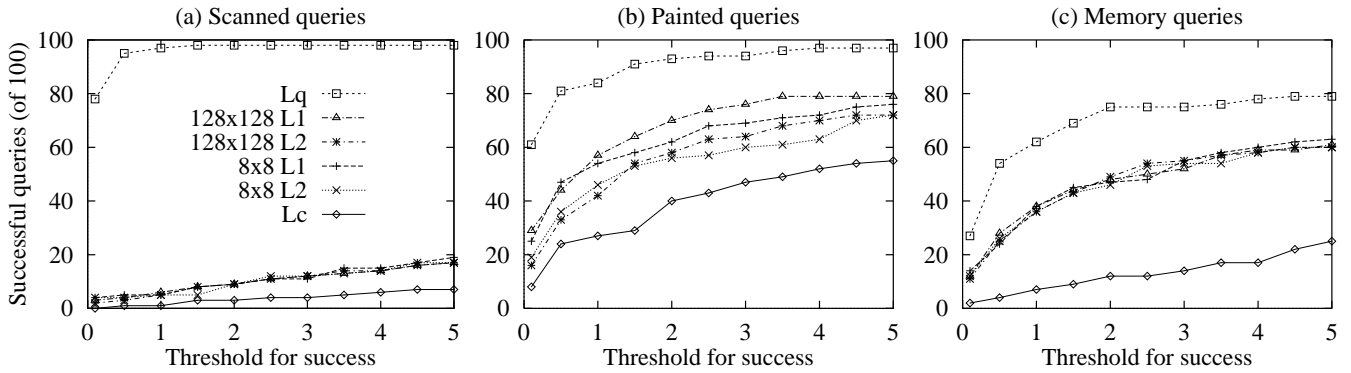 (a) Scanned queries
(b) Painted queries
(c) Memory queries
Successful queries (of 100)
100
80
60
40
20
0
Lq
128x128 L1
128x128 L2
8x8 L1
8x8 L2
Lc
0 1 2 3 4 5
Threshold for success
100
80
60
40
20
0
0 1 2 3 4 5
Threshold for success
100
80
60
40
20
0
0 1 2 3 4 5
Threshold for success